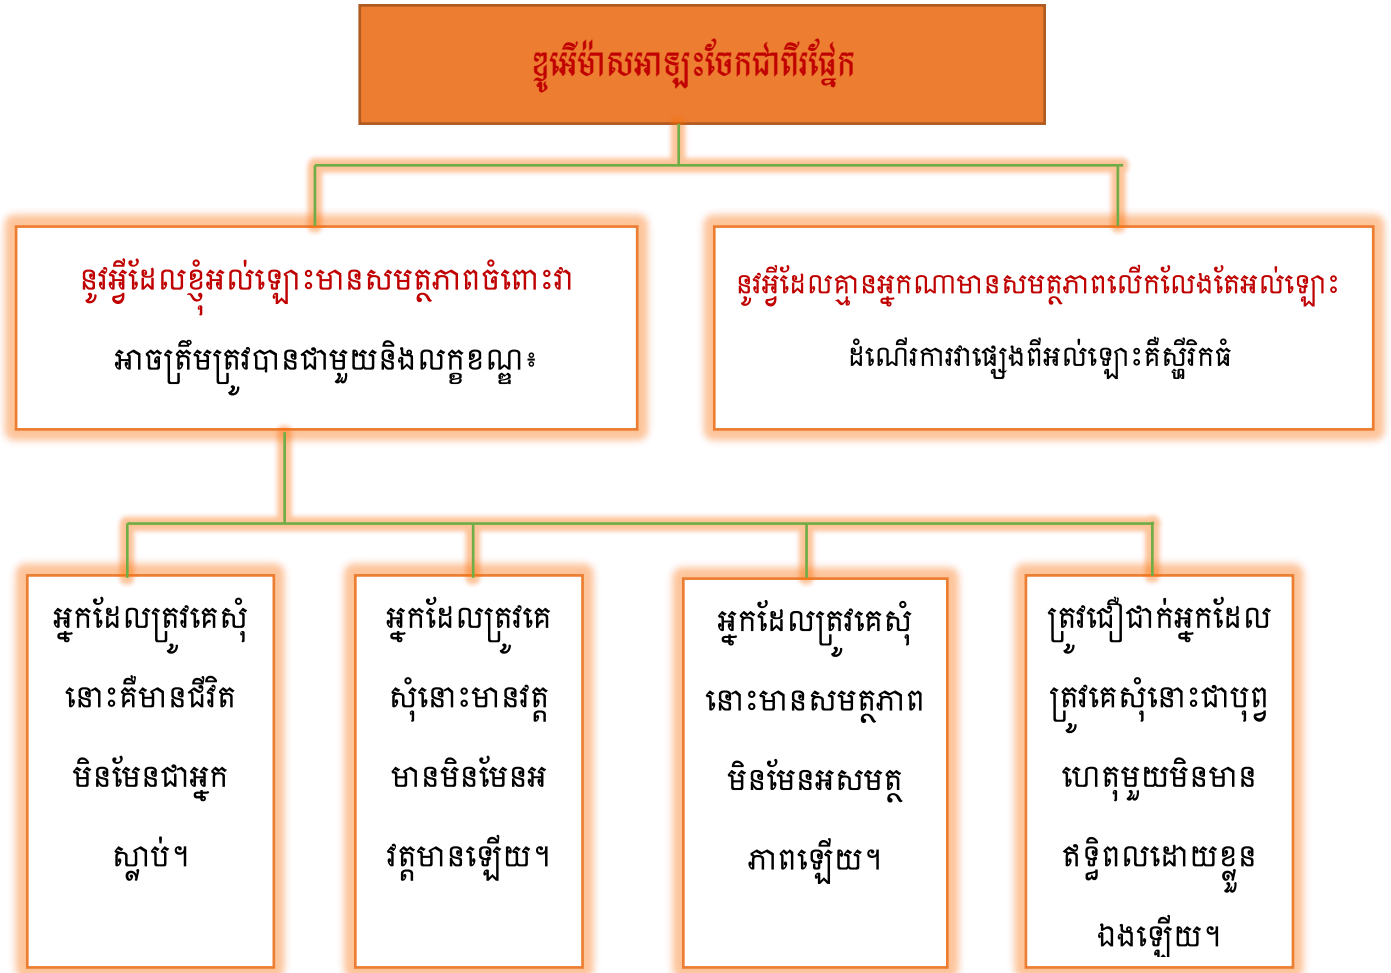 ឌូអើម៉ាសអាឡះចែកជាពីរផ្នែក
នូវអ្វីដែលខ្ញុំអល់ឡោះមានសមត្ថភាពចំពោះវា
អាចត្រឹមត្រូវបានជាមួយនិងលក្ខខណ្ឌៈ
នូវអ្វីដែលគ្មានអ្នកណាមានសមត្ថភាពលើកលែងតែអល់ឡោះ
ដំណើរការវាផ្សេងពីអល់ឡោះគឺស្ហ៊ីរិកធំ
អ្នកដែលត្រូវគេសុំ
នោះគឺមានជីវិត
មិនមែនជាអ្នក
ស្លាប់។
អ្នកដែលត្រូវគេ
សុំនោះមានវត្ត
មានមិនមែនអ
វត្តមានឡើយ។
អ្នកដែលត្រូវគេសុំ
នោះមានសមត្ថភាព
មិនមែនអសមត្ថ
ភាពឡើយ។
ត្រូវជឿជាក់អ្នកដែល
ត្រូវគេសុំនោះជាបុព្វ
ហេតុមួយមិនមាន
ឥទ្ធិពលដោយខ្លួន
ឯងឡើយ។